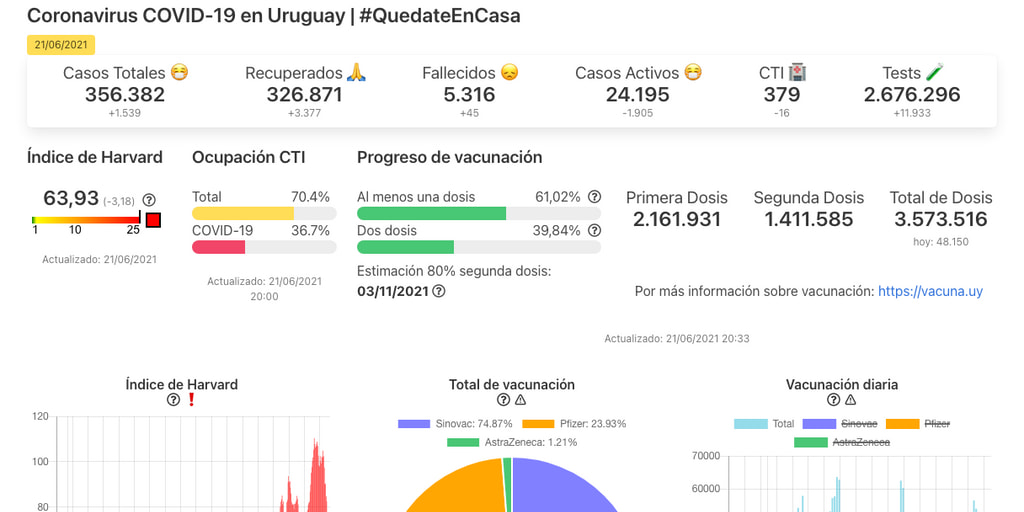 Coronavirus COVID-19 en Uruguay | #QuedateEnCasa
21/06/2021
Casos Totales 😷 Recuperados 🙏 Fallecidos 😞 Casos Activos 😷 CTI 🏥 Tests 🧪
356.382 326.871 5.316 24.195 379 2.676.296
+1.539 +3.377 +45 -1.905 -16 +11.933
Índice de Harvard
63,93 (-3,18)
1 10 25
Actualizado: 21/06/2021
Ocupación CTI
Total 70.4%
COVID-19 36.7%
Actualizado: 21/06/2021
20:00
Progreso de vacunación
Al menos una dosis 61,02%
Dos dosis 39,84%
Estimación 80% segunda dosis:
03/11/2021
Primera Dosis Segunda Dosis Total de Dosis
2.161.931 1.411.585 3.573.516
hoy: 48.150
Por más información sobre vacunación: https://vacuna.uy
Actualizado: 21/06/2021 20:33
Índice de Harvard
120
100
80
Total de vacunación
Sinovac: 74.87% Pfizer: 23.93%
AstraZeneca: 1.21%
Vacunación diaria
Total Sinovac Pfizer
AstraZeneca
70000
60000